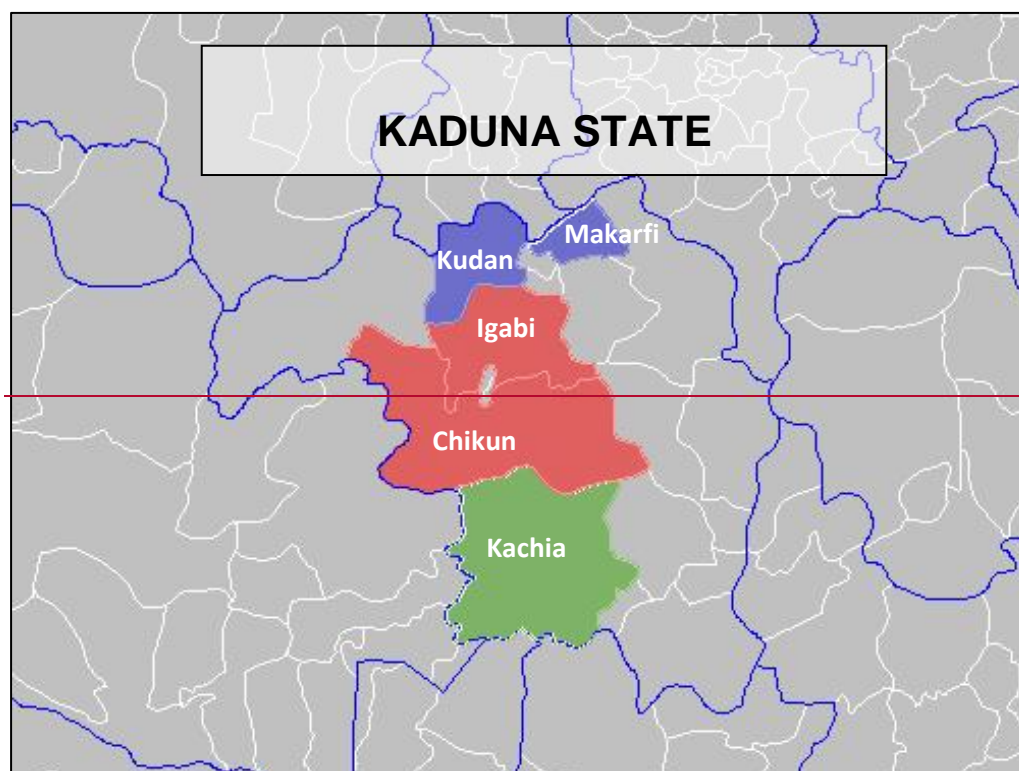 KADUNA STATE
Makarfi
Kudan
Igabi
Chikun
Kachia